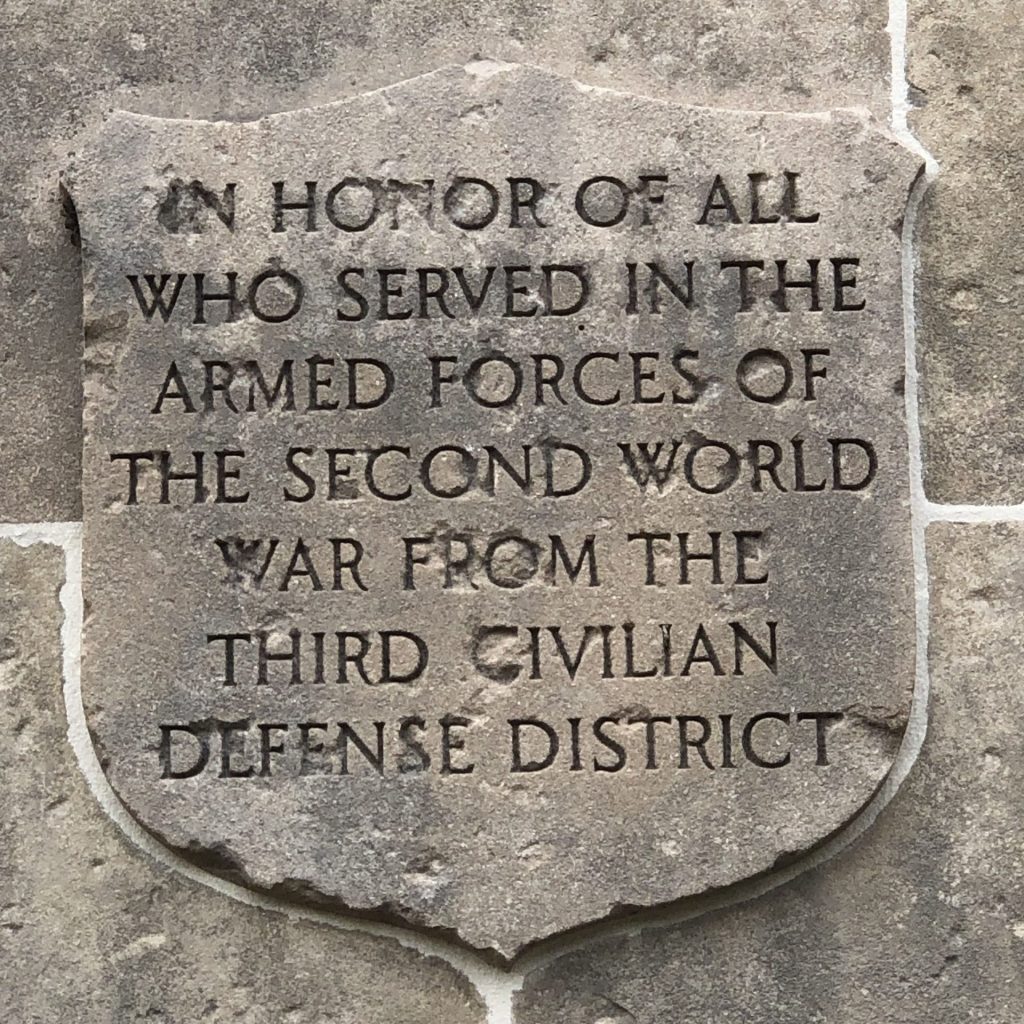 IN HONOR OF ALL
WHO SERVED IN THE
ARMED FORCES OF
THE SECOND WORLD
WAR FROM THE
THIRD CIVILIAN
DEFENSE DISTRICT